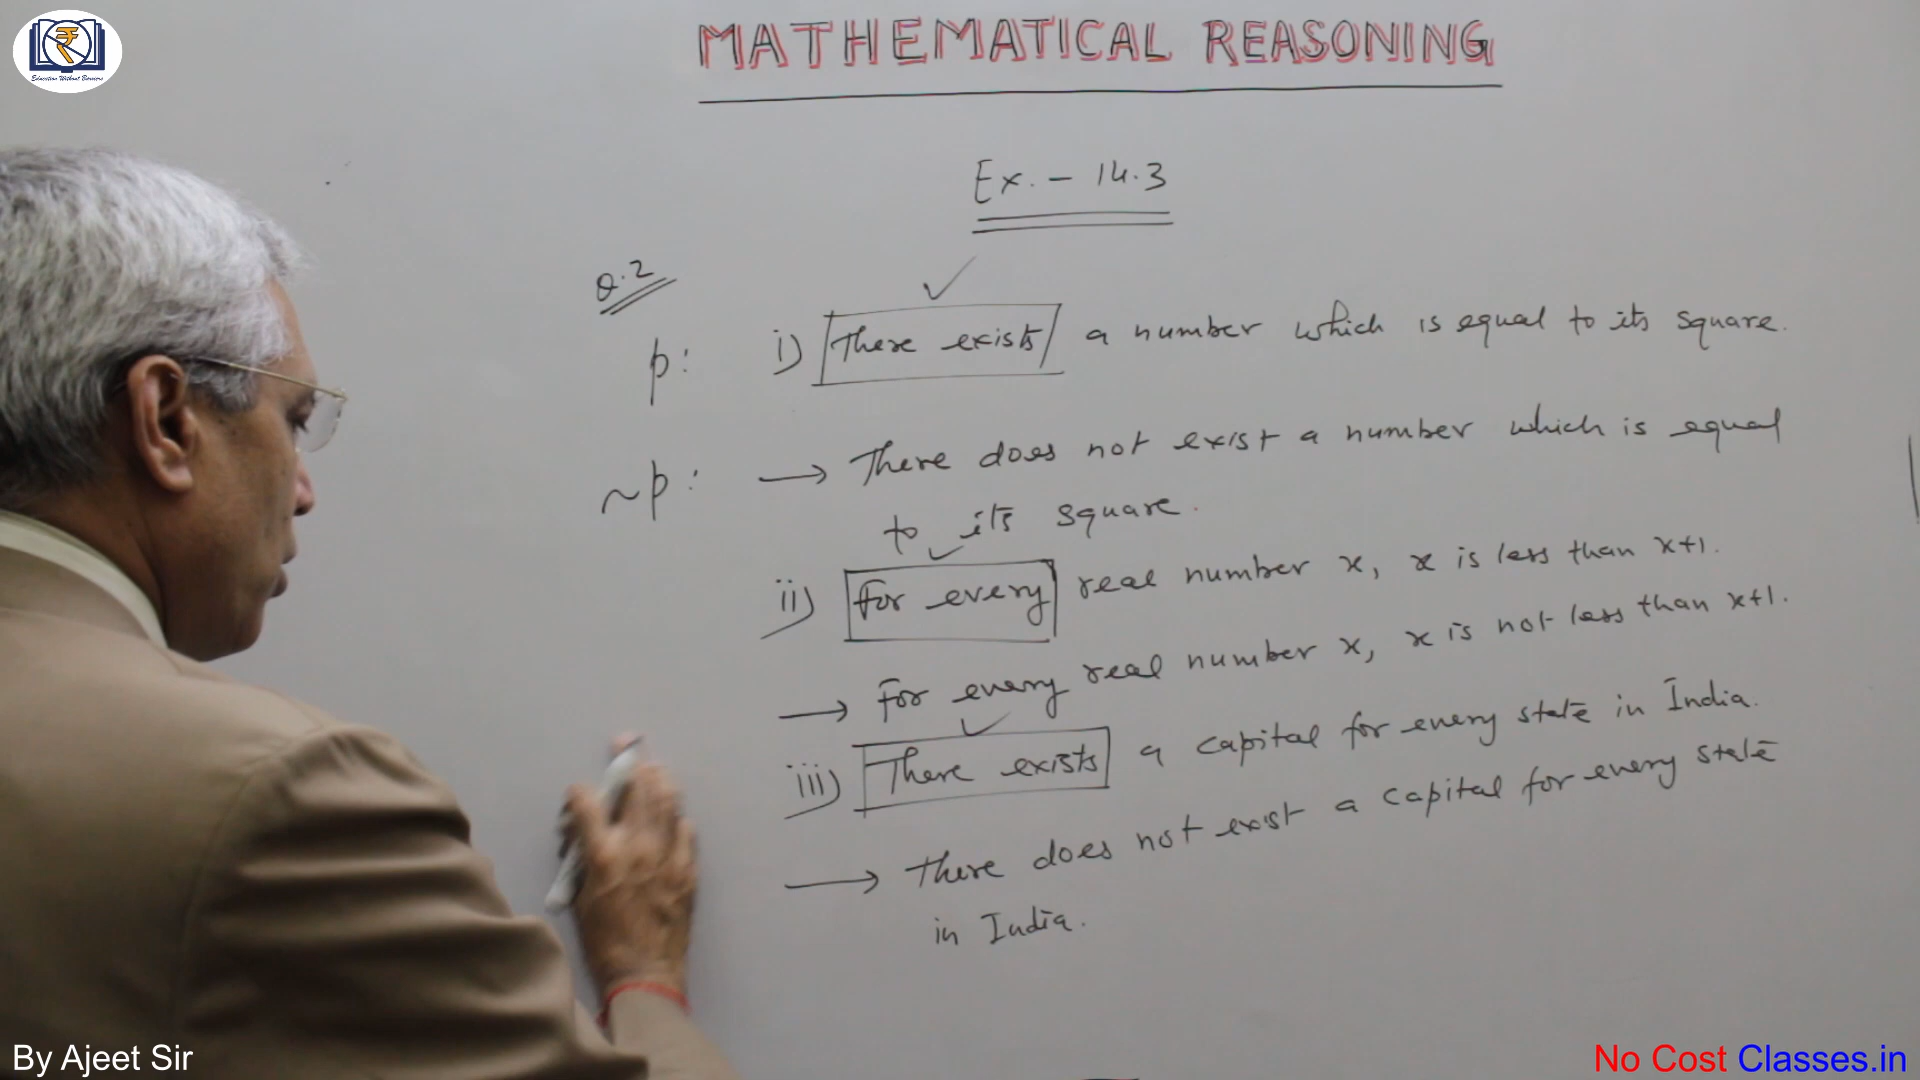 Education Without Barriers
MATHEMATICAL REASONING
Ex. - 14.3
Q.2
p: i) There exists a number which is equal to its square.
~p: → There does not exist a number which is equal
to its square.
ii) For every real number x, x is less than x+1.
→ For every real number x, x is not less than x+1.
iii) There exists a capital for every state in India.
→ There does not exist a capital for every state
in India.
By Ajeet Sir
No Cost Classes.in